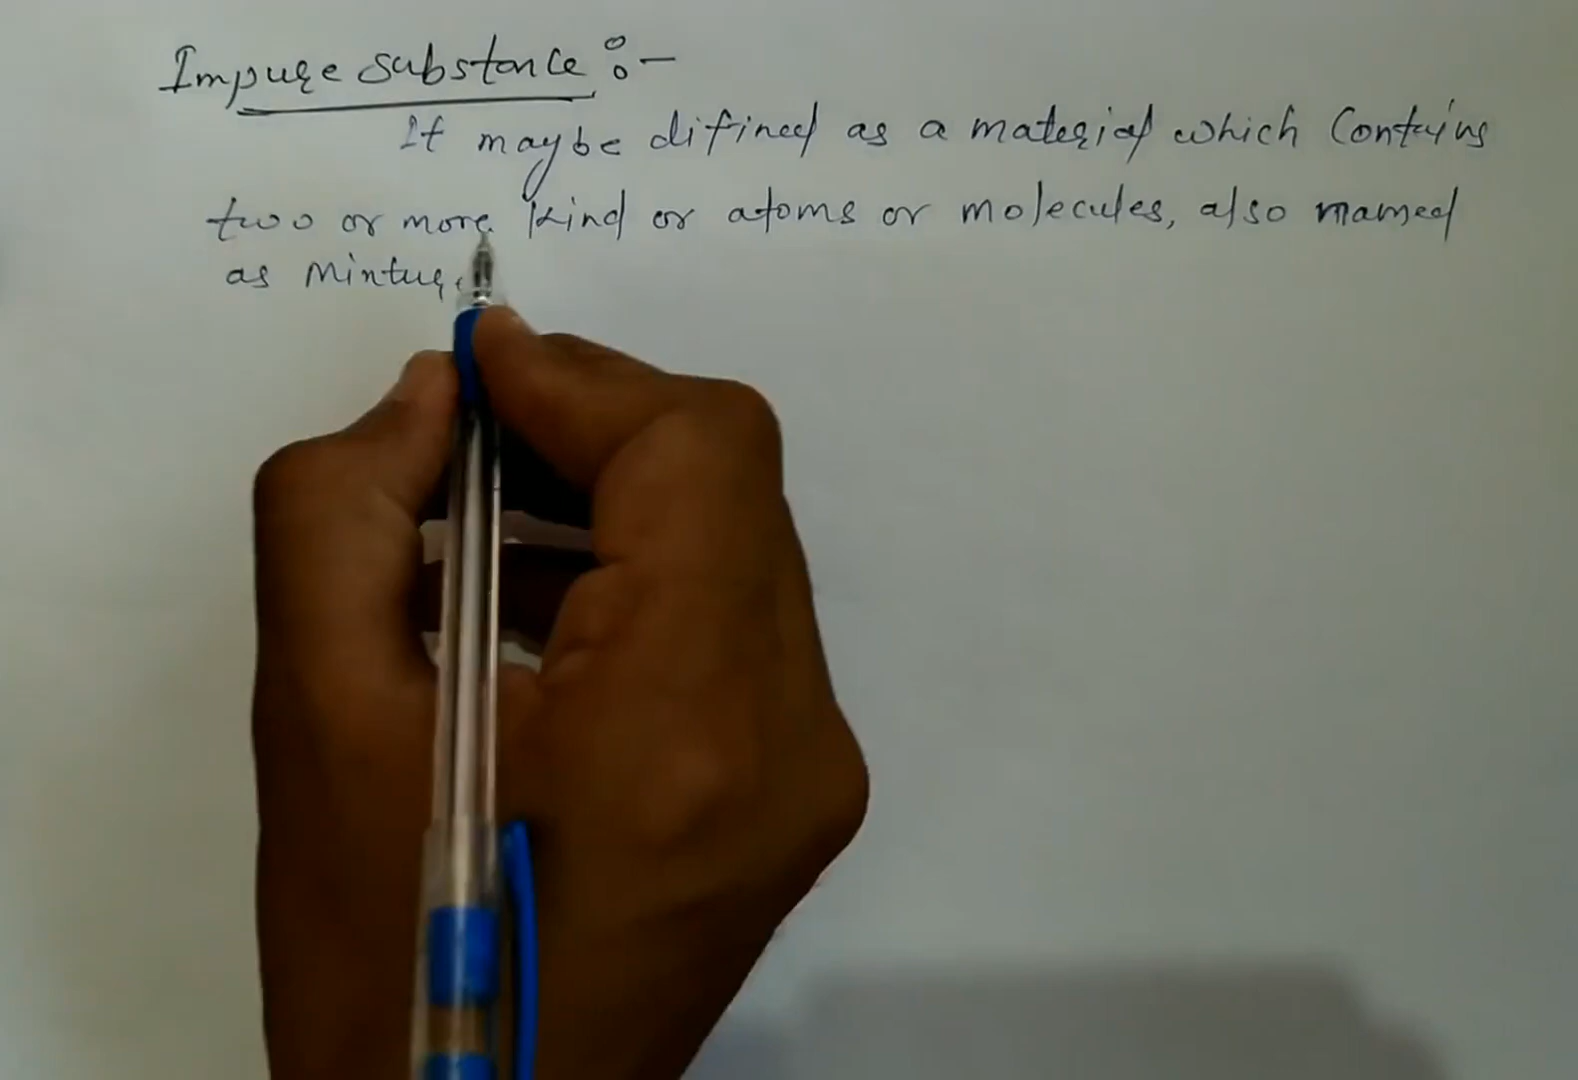 Impure substance :-
It maybe difined as a material which Contains
two or more kind or atoms or molecules, also named
as Minture